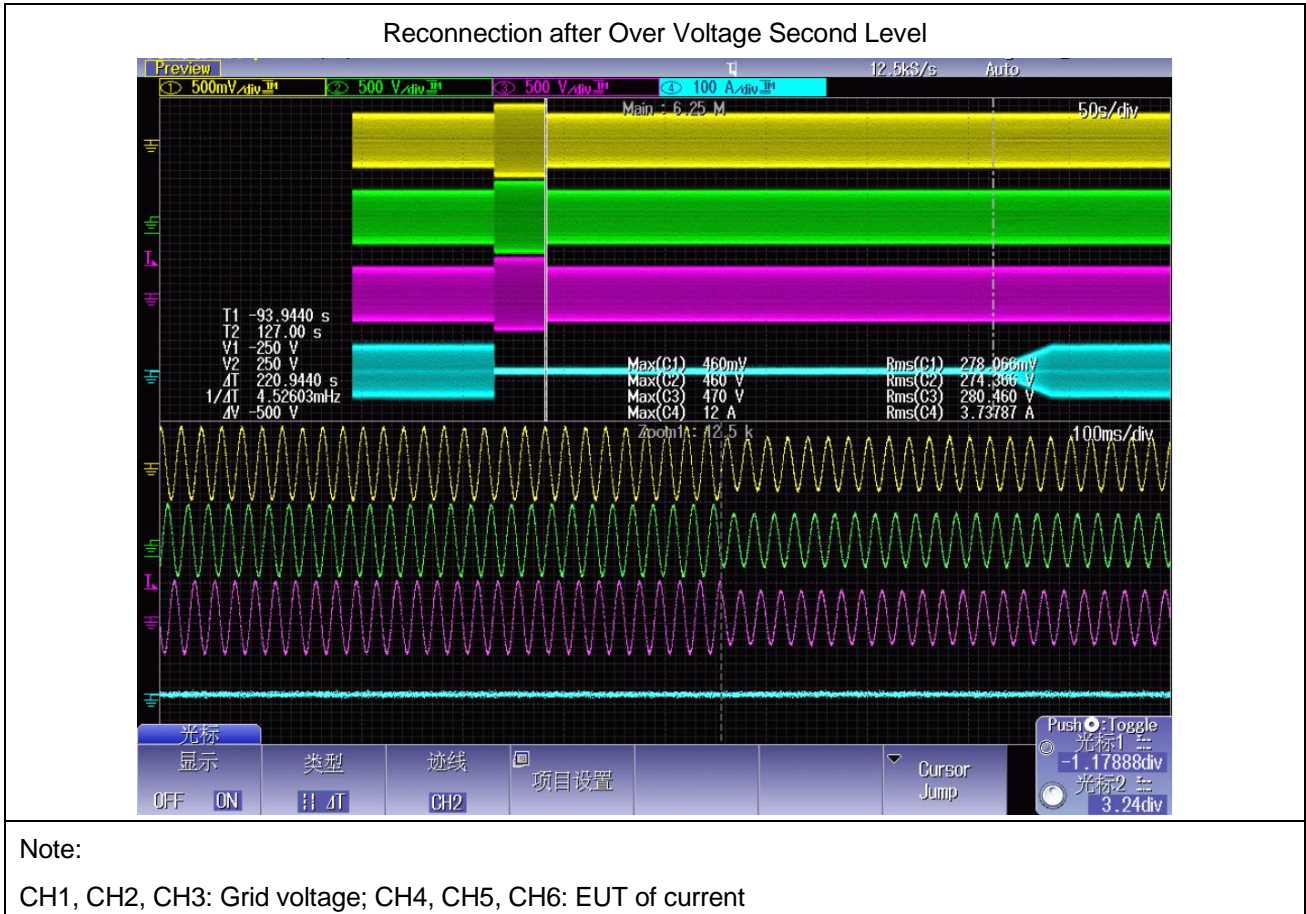 Reconnection after Over Voltage Second Level
Preview 12.5kS/s Auto
① 500mV/div 1M ② 500 V/div 1M ③ 500 V/div 1M ④ 100 A/div 1M
Main : 6.25 M 50s/div
T1 -93.9440 s
T2 127.00 s
V1 -250 V
V2 250 V
⊿T 220.9440 s
1/⊿T 4.52603mHz
⊿V -500 V
Max(C1) 460mV Rms(C1) 278.066mV
Max(C2) 460 V Rms(C2) 274.366 V
Max(C3) 470 V Rms(C3) 280.460 V
Max(C4) 12 A Rms(C4) 3.73787 A
Zoom1 : 12.5 k 100ms/div
光标
显示
OFF ON
类型
⊿T
迹线
CH2
项目设置
Cursor
Jump
Push :Toggle
光标1
-1.17888div
光标2
3.24div
Note:
CH1, CH2, CH3: Grid voltage; CH4, CH5, CH6: EUT of current